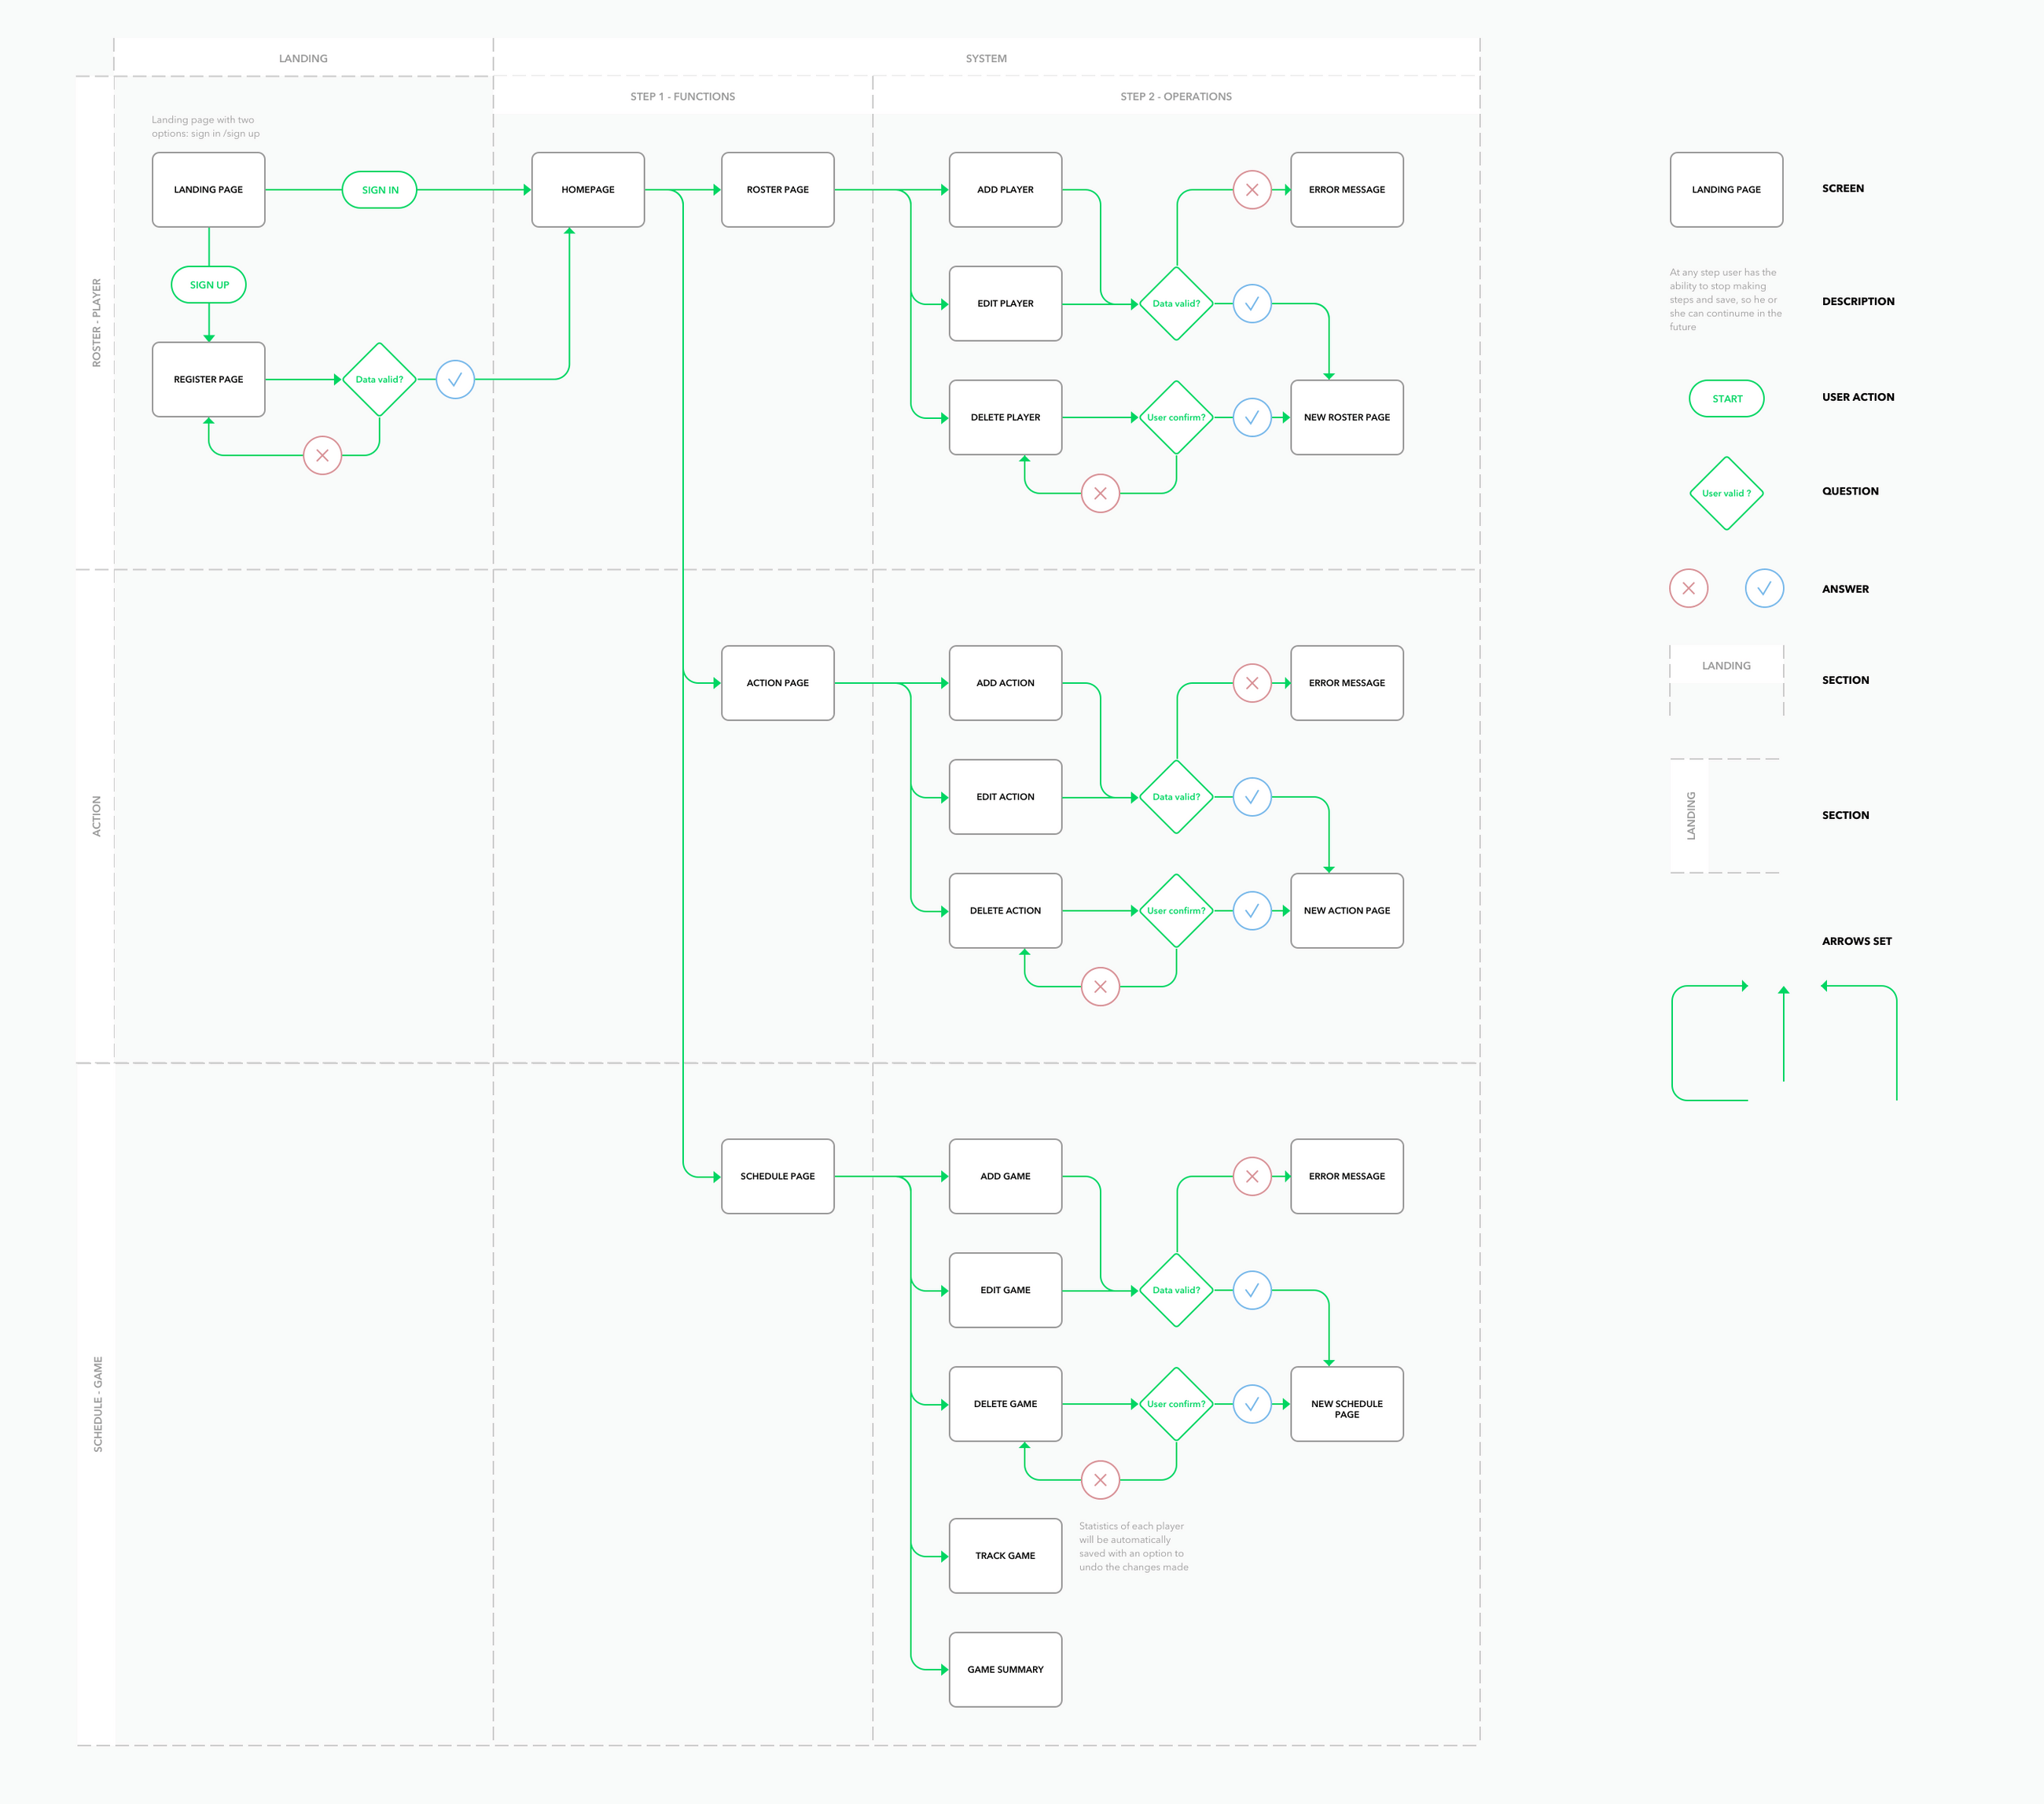 LANDING
SYSTEM
STEP 1 - FUNCTIONS
STEP 2 - OPERATIONS
ROSTER - PLAYER
Landing page with two
options: sign in /sign up
LANDING PAGE
SIGN IN
HOMEPAGE
ROSTER PAGE
ADD PLAYER
ERROR MESSAGE
SIGN UP
EDIT PLAYER
Data valid?
REGISTER PAGE
Data valid?
DELETE PLAYER
User confirm?
NEW ROSTER PAGE
ACTION
ACTION PAGE
ADD ACTION
ERROR MESSAGE
EDIT ACTION
Data valid?
DELETE ACTION
User confirm?
NEW ACTION PAGE
SCHEDULE - GAME
SCHEDULE PAGE
ADD GAME
ERROR MESSAGE
EDIT GAME
Data valid?
DELETE GAME
User confirm?
NEW SCHEDULE
PAGE
TRACK GAME
Statistics of each player
will be automatically
saved with an option to
undo the changes made
GAME SUMMARY
LANDING PAGE
SCREEN
At any step user has the
ability to stop making
steps and save, so he or
she can continume in the
future
DESCRIPTION
START
USER ACTION
User valid ?
QUESTION
ANSWER
LANDING
SECTION
LANDING
SECTION
ARROWS SET